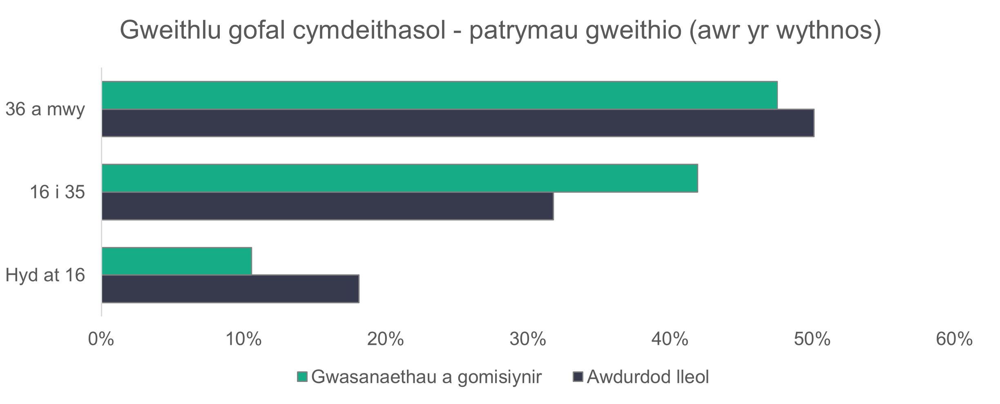 Gweithlu gofal cymdeithasol - patrymau gweithio (awr yr wythnos)
36 a mwy
16 i 35
Hyd at 16
0% 10% 20% 30% 40% 50% 60%
Gwasanaethau a gomisiynir Awdurdod lleol